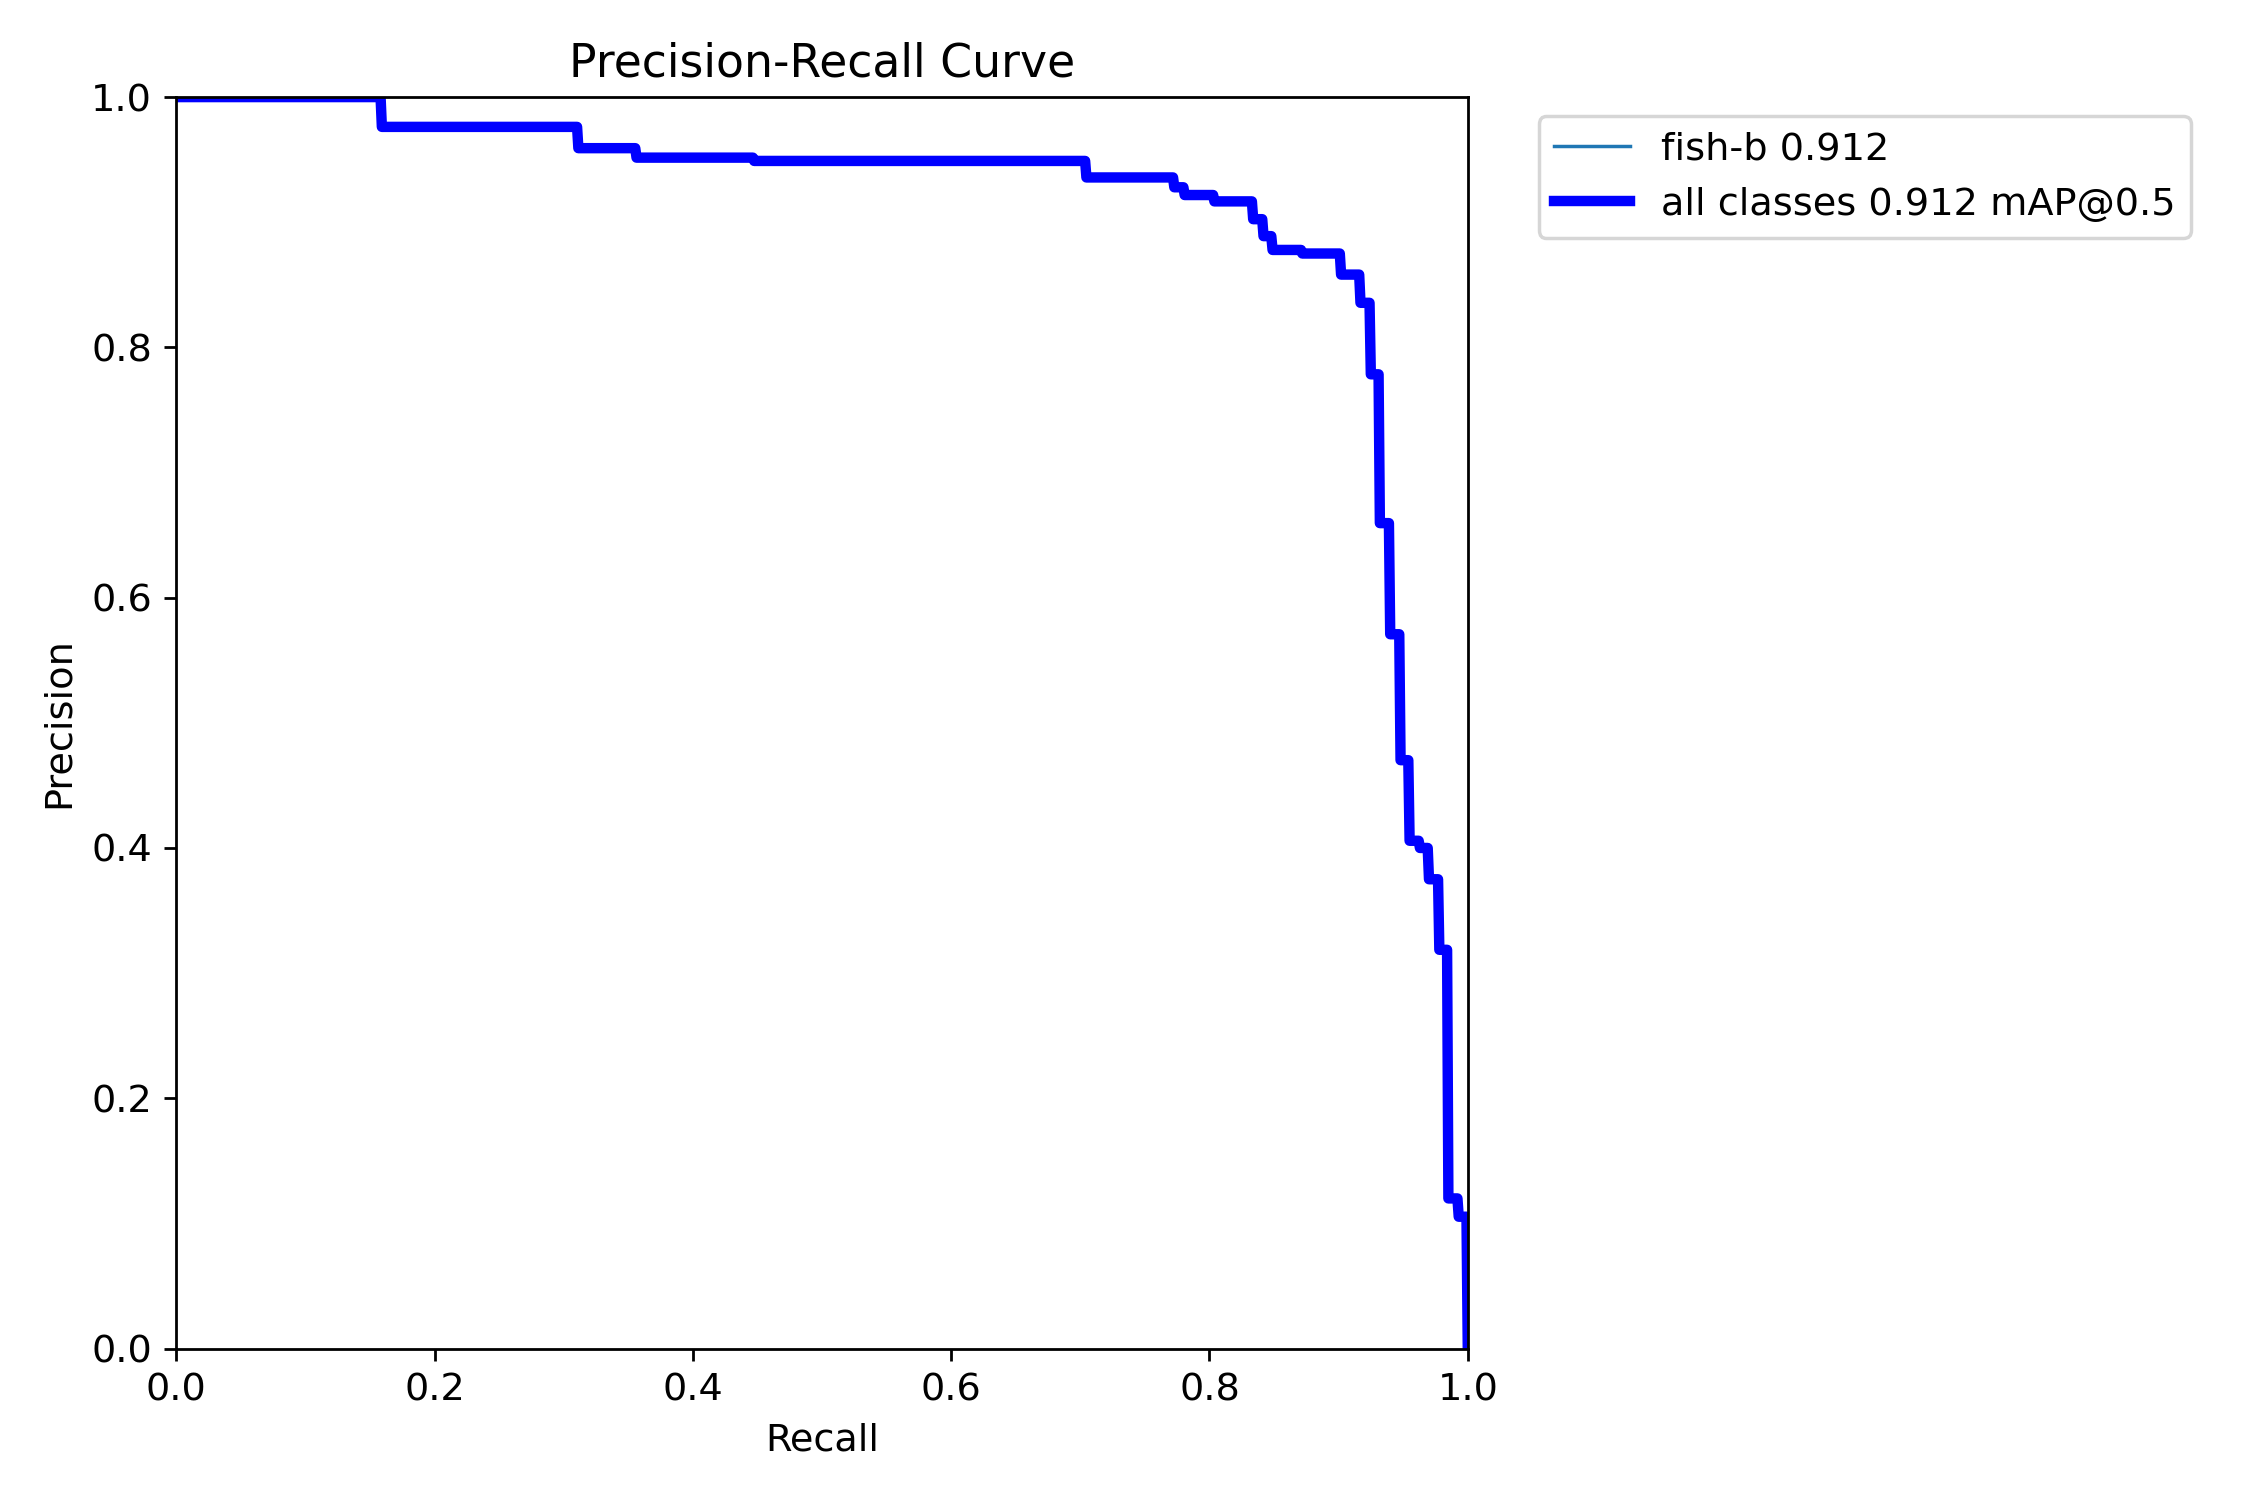 Precision-Recall Curve
1.0
0.8
0.6
0.4
0.2
0.0
Precision
0.0 0.2 0.4 0.6 0.8 1.0
Recall
fish-b 0.912
all classes 0.912 mAP@0.5